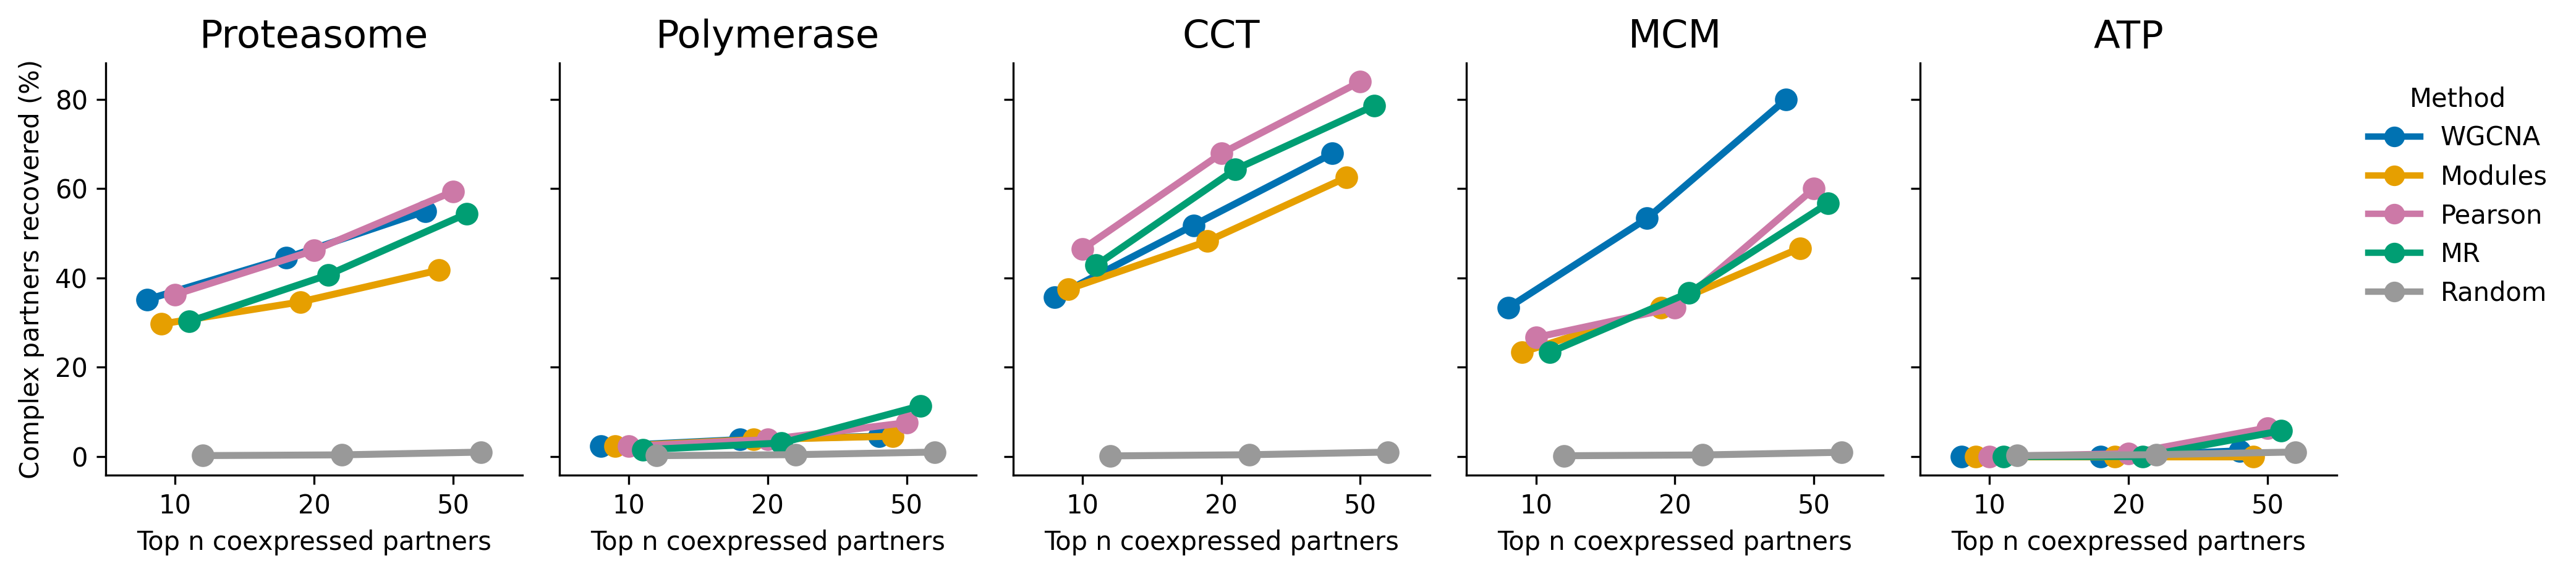 Proteasome
Polymerase
CCT
MCM
ATP
Complex partners recovered (%)
80
60
40
20
0
10 20 50
10 20 50
10 20 50
10 20 50
10 20 50
Top n coexpressed partners
Top n coexpressed partners
Top n coexpressed partners
Top n coexpressed partners
Top n coexpressed partners
Method
WGCNA
Modules
Pearson
MR
Random